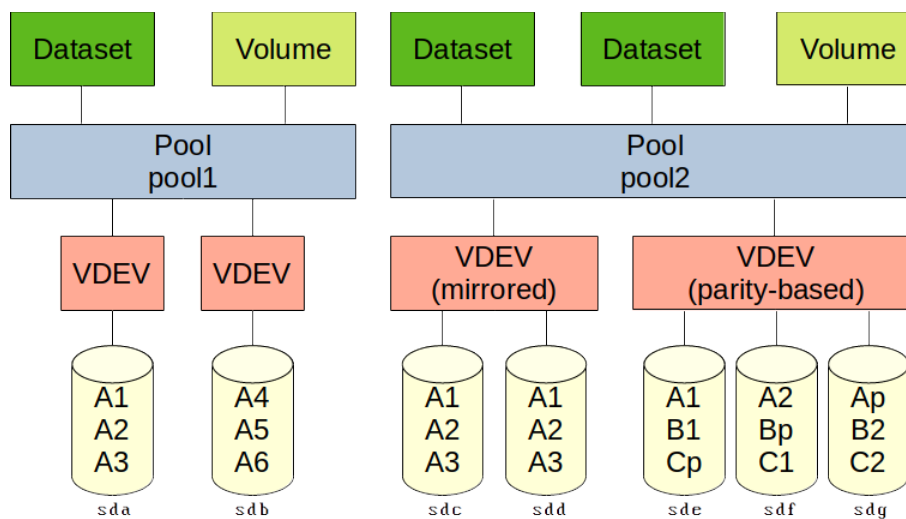 Dataset
Volume
Dataset
Dataset
Volume
Pool
pool1
Pool
pool2
VDEV
VDEV
VDEV
(mirrored)
VDEV
(parity-based)
A1
A2
A3
A4
A5
A6
A1
A2
A3
A1
A2
A3
A1
B1
Cp
A2
Bp
C1
Ap
B2
C2
sda
sdb
sdc
sdd
sde
sdf
sdg